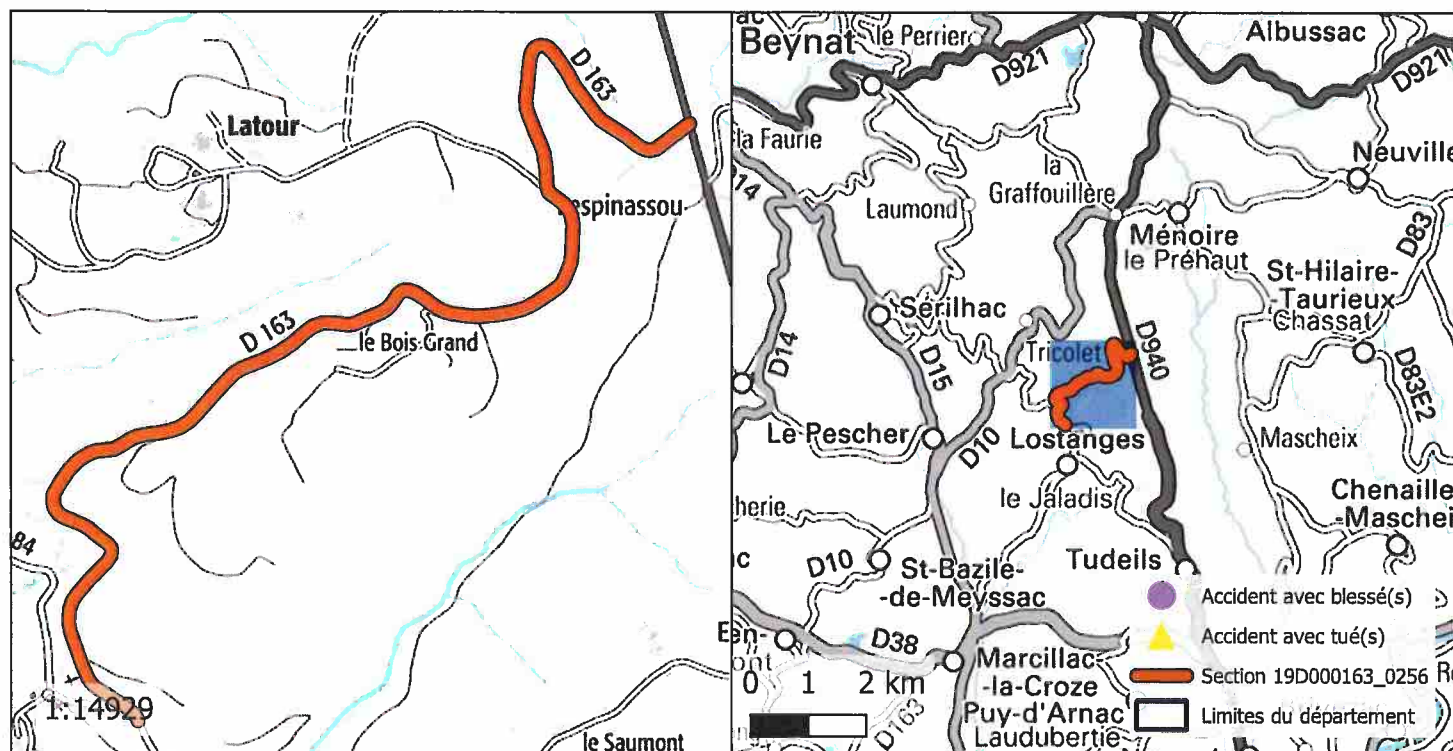 D 163
Latour
espinassou
D 163
le Bois Grand
84
1:14929
le Saumont
ac
Beynat
le Perrier
Albussac
D921
D921
la Faurie
D14
la
Graffouillère
Neuville
Laumond
Ménoire
le Préhaut
D83
St-Hilaire-
-Taurieux
Chassat
Sérilhac
Tricolet
D940
D14
D15
D83E2
Le Pescher
D10
Lostanges
Mascheix
le Jaladis
Chenaille
-Maschei
herie
ac
D10
St-Bazile-
-de-Meyssac
Tudeils
Accident avec blessé(s)
Accident avec tué(s)
D38
Marcillac-
-la-Croze
Section 19D000163_0256
0 1 2 km
Puy-d'Arnac
Limites du département
Laudubertie
D163